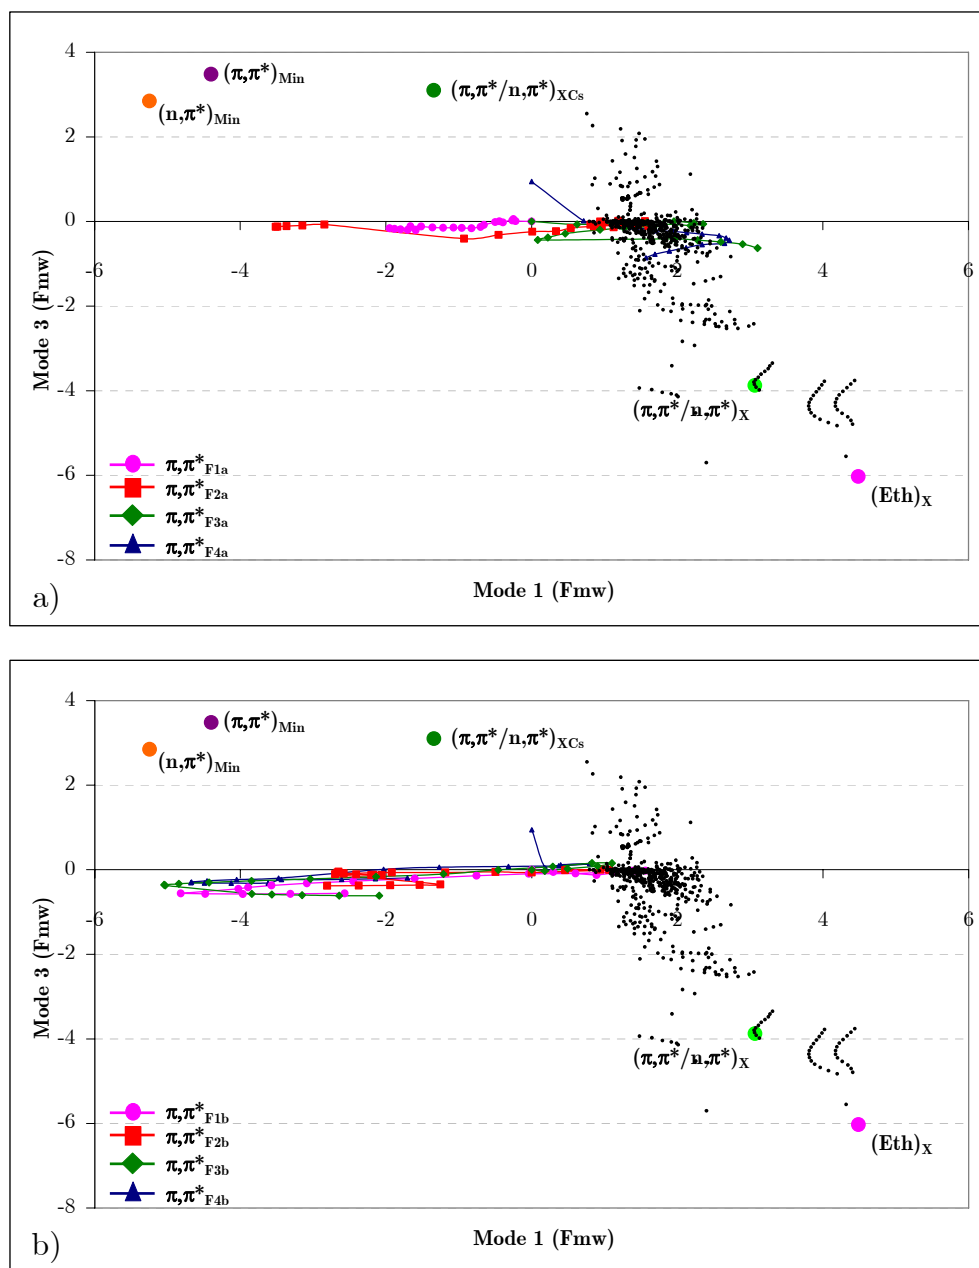 4
(π,π*)Min
(π,π*/n,π*)XCs
(n,π*)Min
2
0
-6
-4
-2
0
2
4
6
-2
-4
(π,π*/n,π*)X
-6
(Eth)X
π,π*F1a
π,π*F2a
π,π*F3a
π,π*F4a
-8
Mode 3 (Fmw)
Mode 1 (Fmw)
a)
4
(π,π*)Min
(π,π*/n,π*)XCs
(n,π*)Min
2
0
-6
-4
-2
0
2
4
6
-2
-4
(π,π*/n,π*)X
-6
(Eth)X
π,π*F1b
π,π*F2b
π,π*F3b
π,π*F4b
-8
Mode 3 (Fmw)
Mode 1 (Fmw)
b)